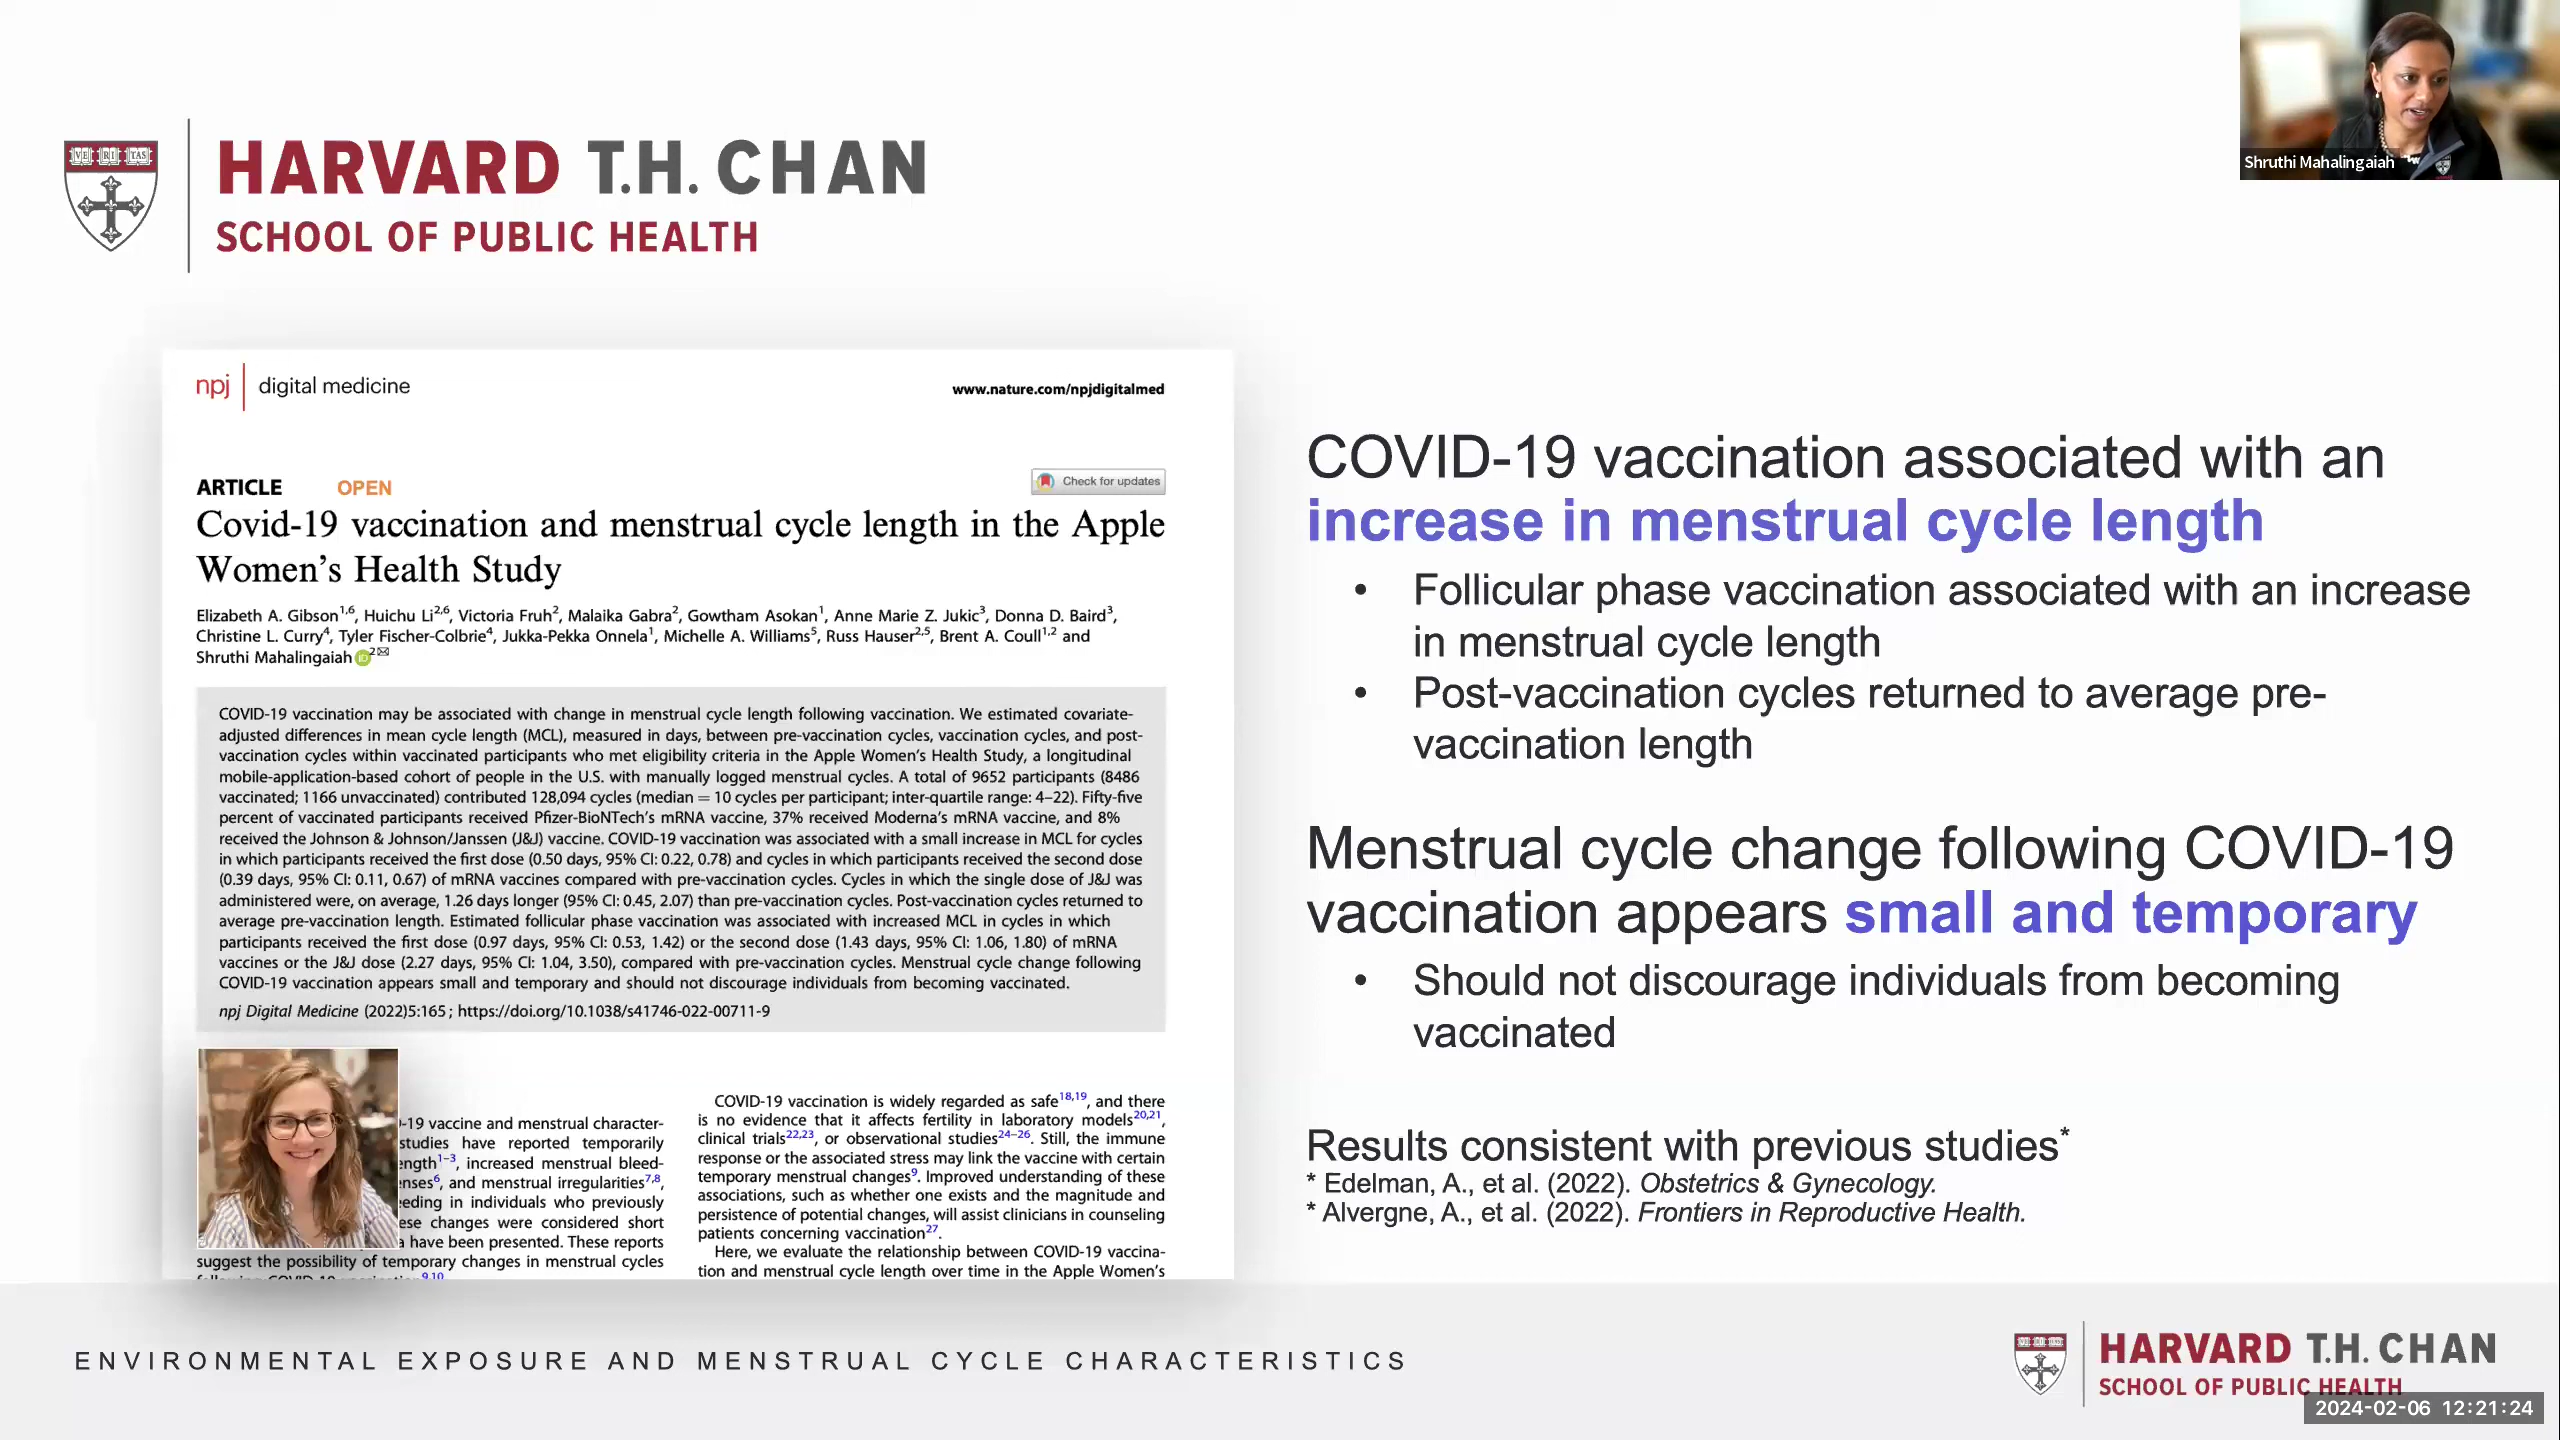 Shruthi Mahalingaiah
VE RI TAS
HARVARD T.H. CHAN
SCHOOL OF PUBLIC HEALTH
npj digital medicine
www.nature.com/npjdigitalmed
ARTICLE OPEN
Check for updates
Covid-19 vaccination and menstrual cycle length in the Apple
Women's Health Study
Elizabeth A. Gibson1,6, Huichu Li2,6, Victoria Fruh2, Malaika Gabra2, Gowtham Asokan1, Anne Marie Z. Jukic3, Donna D. Baird3,
Christine L. Curry4, Tyler Fischer-Colbrie4, Jukka-Pekka Onnela1, Michelle A. Williams5, Russ Hauser2,5, Brent A. Coull1,2 and
Shruthi Mahalingaiah iD 2✉
COVID-19 vaccination may be associated with change in menstrual cycle length following vaccination. We estimated covariate-
adjusted differences in mean cycle length (MCL), measured in days, between pre-vaccination cycles, vaccination cycles, and post-
vaccination cycles within vaccinated participants who met eligibility criteria in the Apple Women's Health Study, a longitudinal
mobile-application-based cohort of people in the U.S. with manually logged menstrual cycles. A total of 9652 participants (8486
vaccinated; 1166 unvaccinated) contributed 128,094 cycles (median = 10 cycles per participant; inter-quartile range: 4–22). Fifty-five
percent of vaccinated participants received Pfizer-BioNTech's mRNA vaccine, 37% received Moderna's mRNA vaccine, and 8%
received the Johnson & Johnson/Janssen (J&J) vaccine. COVID-19 vaccination was associated with a small increase in MCL for cycles
in which participants received the first dose (0.50 days, 95% CI: 0.22, 0.78) and cycles in which participants received the second dose
(0.39 days, 95% CI: 0.11, 0.67) of mRNA vaccines compared with pre-vaccination cycles. Cycles in which the single dose of J&J was
administered were, on average, 1.26 days longer (95% CI: 0.45, 2.07) than pre-vaccination cycles. Post-vaccination cycles returned to
average pre-vaccination length. Estimated follicular phase vaccination was associated with increased MCL in cycles in which
participants received the first dose (0.97 days, 95% CI: 0.53, 1.42) or the second dose (1.43 days, 95% CI: 1.06, 1.80) of mRNA
vaccines or the J&J dose (2.27 days, 95% CI: 1.04, 3.50), compared with pre-vaccination cycles. Menstrual cycle change following
COVID-19 vaccination appears small and temporary and should not discourage individuals from becoming vaccinated.
npj Digital Medicine (2022)5:165; https://doi.org/10.1038/s41746-022-00711-9
-19 vaccine and menstrual character-
studies have reported temporarily
ength1–3, increased menstrual bleed-
enses6, and menstrual irregularities7,8,
eeding in individuals who previously
ese changes were considered short
a have been presented. These reports
suggest the possibility of temporary changes in menstrual cycles
9,10
COVID-19 vaccination is widely regarded as safe18,19, and there
is no evidence that it affects fertility in laboratory models20,21,
clinical trials22,23, or observational studies24–26. Still, the immune
response or the associated stress may link the vaccine with certain
temporary menstrual changes9. Improved understanding of these
associations, such as whether one exists and the magnitude and
persistence of potential changes, will assist clinicians in counseling
patients concerning vaccination27.
Here, we evaluate the relationship between COVID-19 vaccina-
tion and menstrual cycle length over time in the Apple Women's
COVID-19 vaccination associated with an
increase in menstrual cycle length
• Follicular phase vaccination associated with an increase
in menstrual cycle length
• Post-vaccination cycles returned to average pre-
vaccination length
Menstrual cycle change following COVID-19
vaccination appears small and temporary
• Should not discourage individuals from becoming
vaccinated
Results consistent with previous studies*
* Edelman, A., et al. (2022). Obstetrics & Gynecology.
* Alvergne, A., et al. (2022). Frontiers in Reproductive Health.
ENVIRONMENTAL EXPOSURE AND MENSTRUAL CYCLE CHARACTERISTICS
HARVARD T.H. CHAN
SCHOOL OF PUBLIC HEALTH
2024-02-06 12:21:24